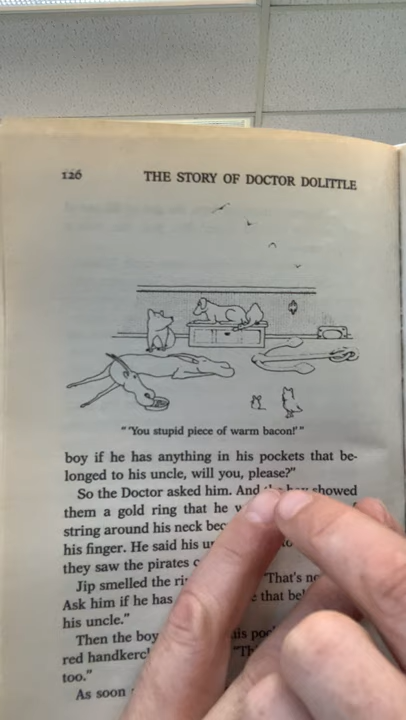 126 THE STORY OF DOCTOR DOLITTLE
"'You stupid piece of warm bacon!'"
boy if he has anything in his pockets that be-
longed to his uncle, will you, please?"
So the Doctor asked him. And the boy showed
them a gold ring that he
string around his neck
his finger. He said his
they saw the pirates
Jip smelled the "That's
Ask him if he has that
his uncle."
Then the boy his
red
too."
As soon